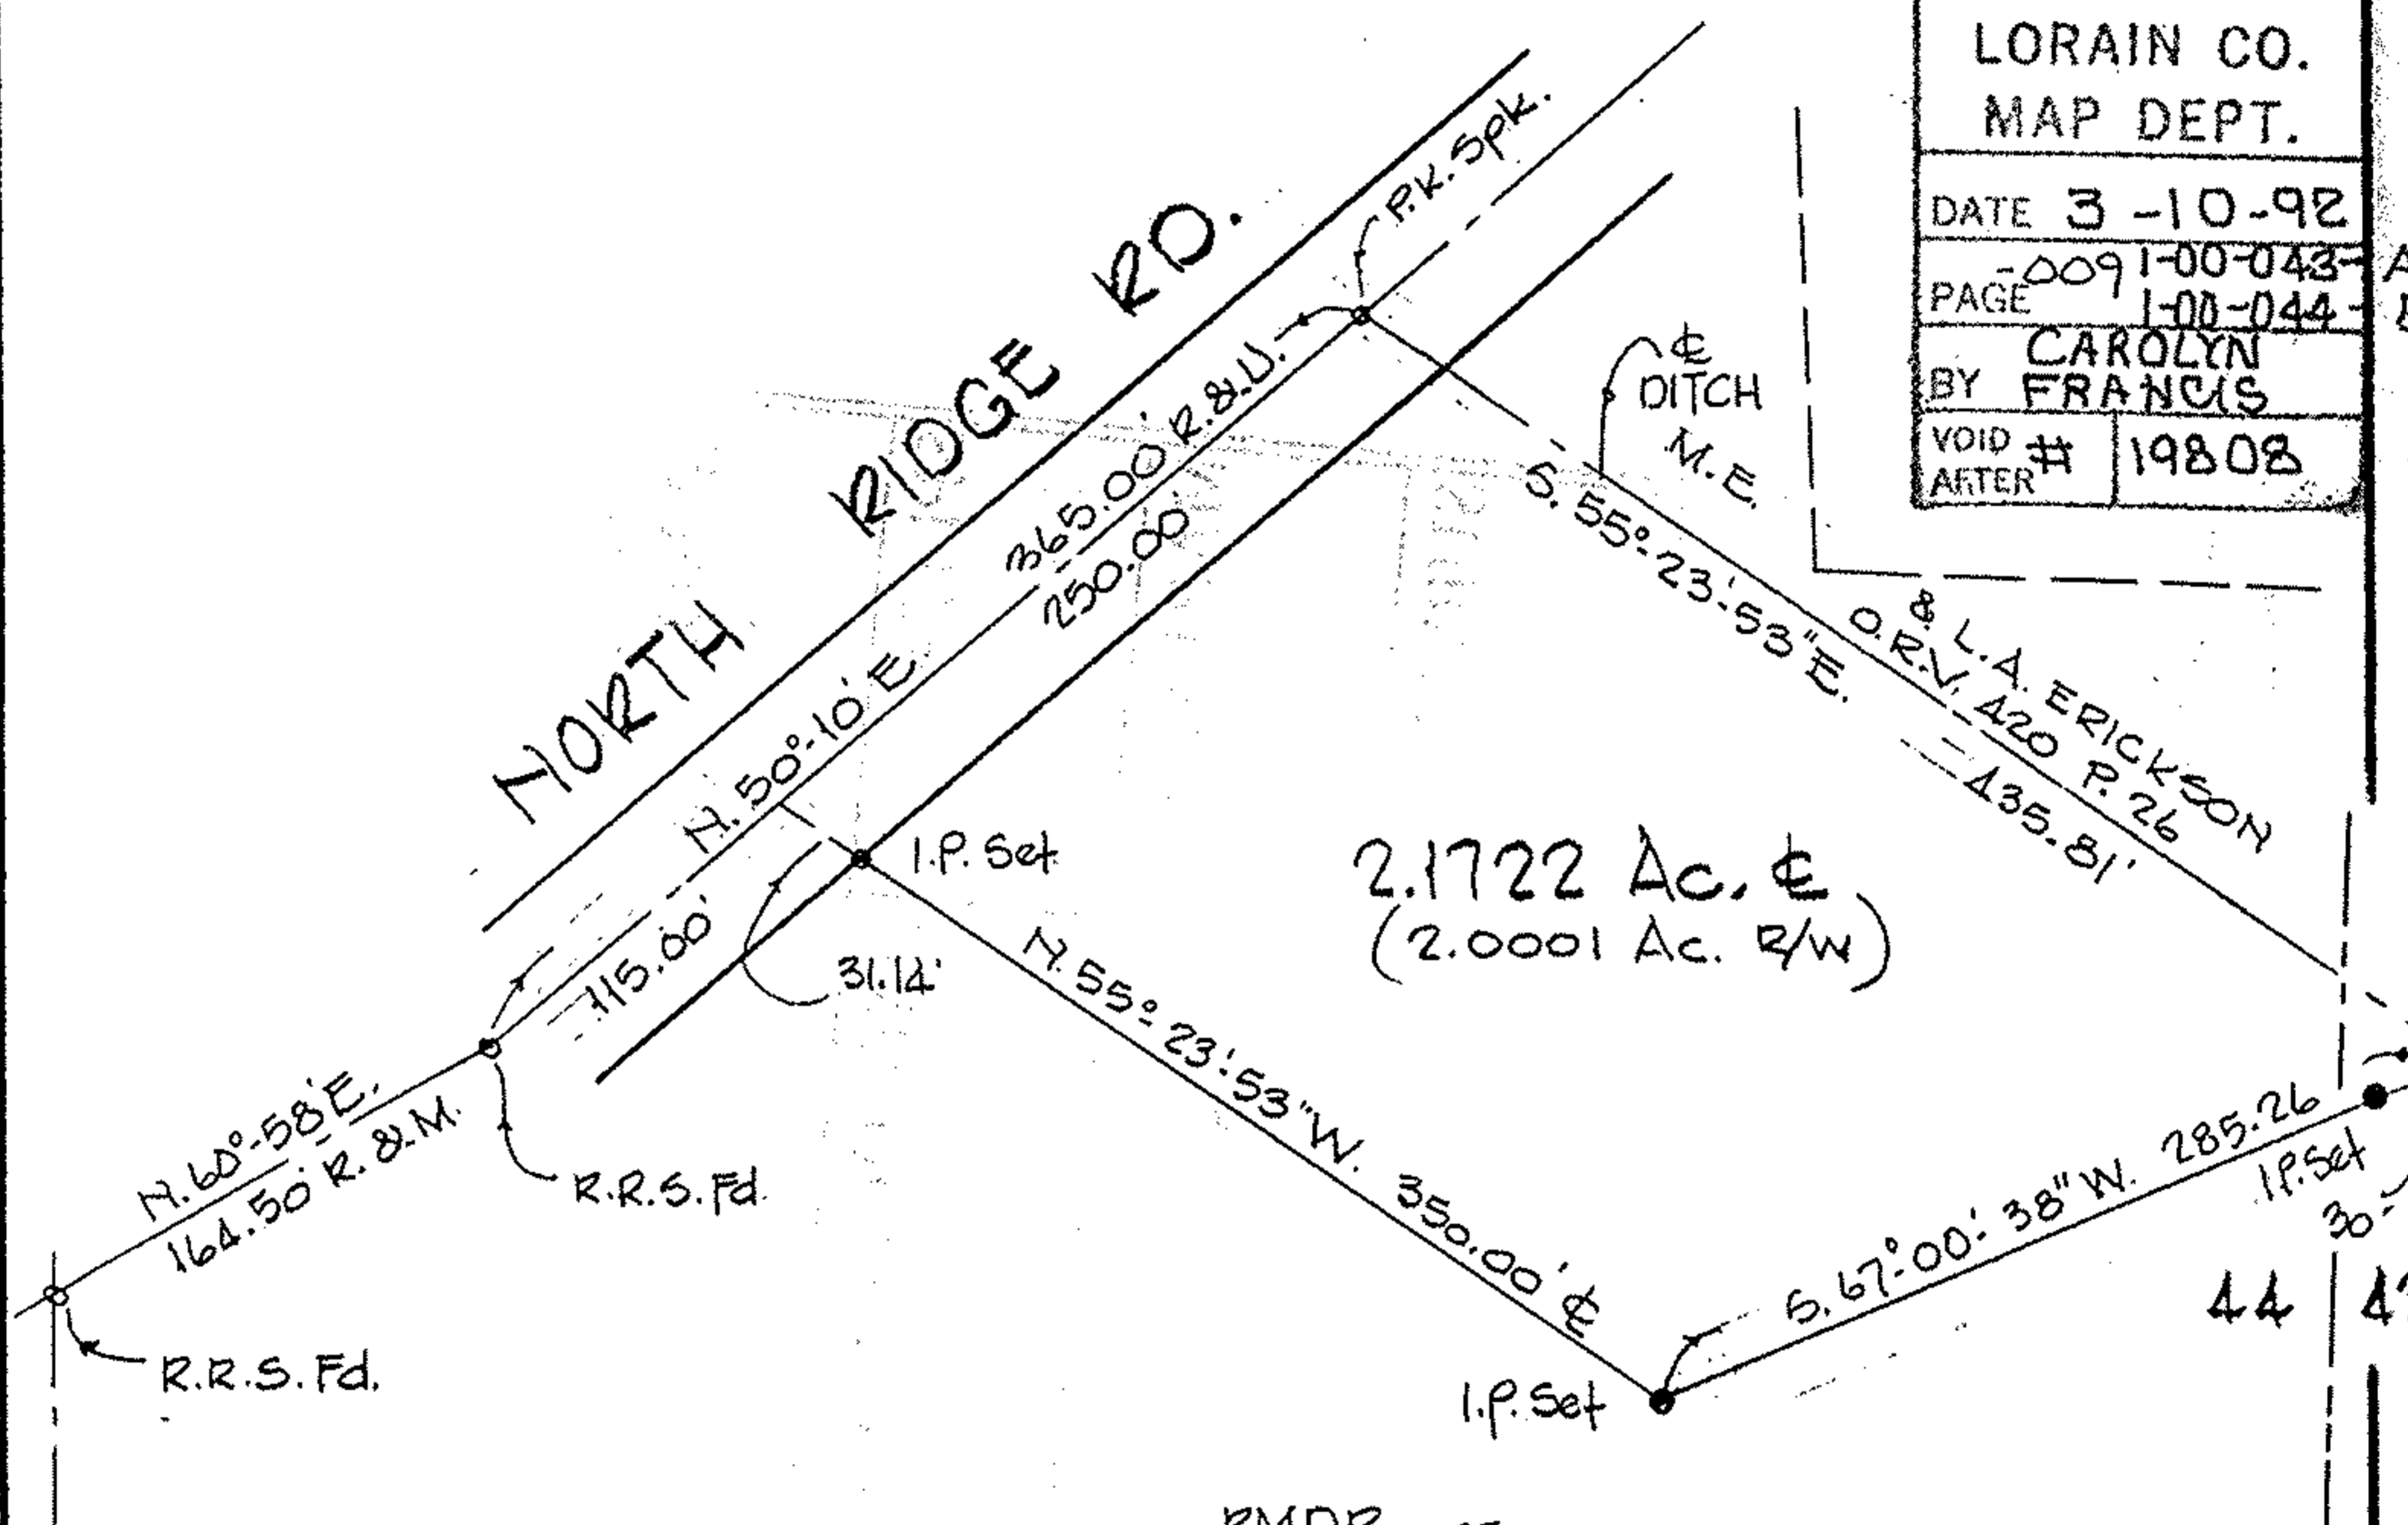 LORAIN CO.
MAP DEPT.
DATE 3-10-92
PAGE -009 1-00-043-A
1-00-044-
BY CAROLYN
FRANCIS
VOID AFTER # 19808
P.K. Spk.
NORTH RIDGE RD.
365.00' R.&U.
250.00'
N. 50°-10' E.
115.00'
31.14'
I.P. Set
℄
DITCH
M.E.
S. 55°-23'-53" E.
& L.A. ERICKSON
O.R.V. 420 P. 26
435.81'
2.1722 Ac. ℄
(2.0001 Ac. R/W)
N. 55°-23'-53" W. 350.00' ℄
N. 60°-58' E.
164.50' R.&M.
R.R.S. Fd.
R.R.S. Fd.
S. 67°-00'-38" W. 285.26
I.P. Set
30'
I.P. Set
44